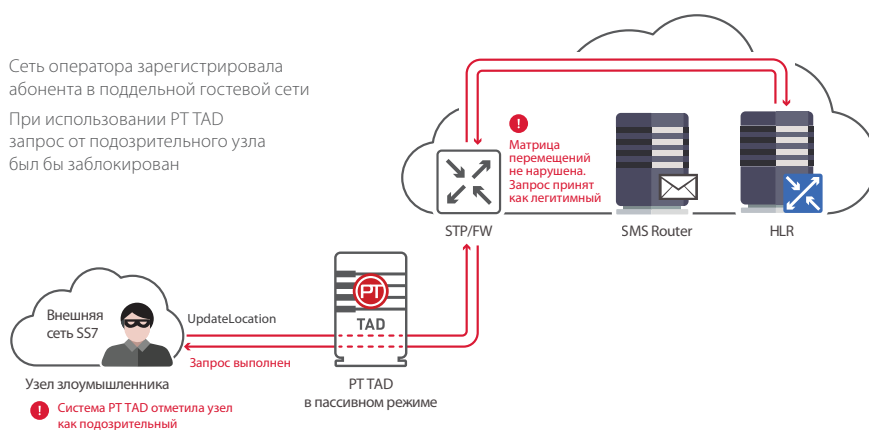 Сеть оператора зарегистрировала
абонента в поддельной гостевой сети
При использовании PT TAD
запрос от подозрительного узла
был бы заблокирован
!
Матрица
перемещений
не нарушена.
Запрос принят
как легитимный
STP/FW
SMS Router
HLR
Внешняя
сеть SS7
UpdateLocation
Запрос выполнен
PT
TAD
Узел злоумышленника
PT TAD
в пассивном режиме
!
Система PT TAD отметила узел
как подозрительный